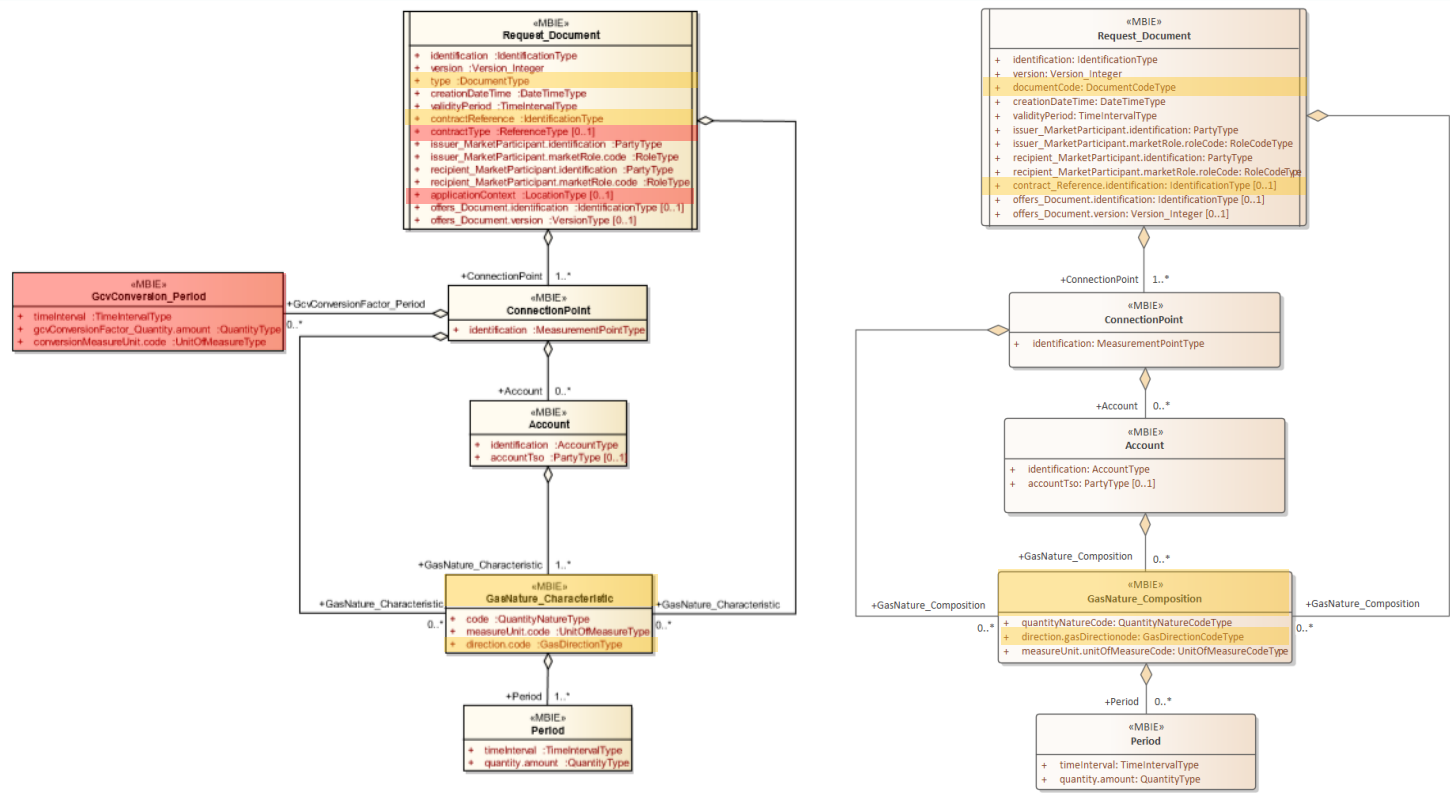 «MBIE»
Request_Document
+ identification :IdentificationType
+ version :Version_Integer
+ type :DocumentType
+ creationDateTime :DateTimeType
+ validityPeriod :TimeIntervalType
+ contractReference :IdentificationType
+ contractType :ReferenceType [0..1]
+ issuer_MarketParticipant.identification :PartyType
+ issuer_MarketParticipant.marketRole.code :RoleType
+ recipient_MarketParticipant.identification :PartyType
+ recipient_MarketParticipant.marketRole.code :RoleType
+ applicationContext :LocationType [0..1]
+ offers_Document.identification :IdentificationType [0..1]
+ offers_Document.version :VersionType [0..1]
+ConnectionPoint 1..*
«MBIE»
GcvConversion_Period
+ timeInterval :TimeIntervalType
+ gcvConversionFactor_Quantity.amount :QuantityType
+ conversionMeasureUnit.code :UnitOfMeasureType
+GcvConversionFactor_Period
0..*
«MBIE»
ConnectionPoint
+ identification :MeasurementPointType
+Account 0..*
«MBIE»
Account
+ identification :AccountType
+ accountTso :PartyType [0..1]
+GasNature_Characteristic 1..*
+GasNature_Characteristic
0..*
«MBIE»
GasNature_Characteristic
+ code :QuantityNatureType
+ measureUnit.code :UnitOfMeasureType
+ direction.code :GasDirectionType
+GasNature_Characteristic
0..*
+Period 1..*
«MBIE»
Period
+ timeInterval :TimeIntervalType
+ quantity.amount :QuantityType
«MBIE»
Request_Document
+ identification: IdentificationType
+ version: Version_Integer
+ documentCode: DocumentCodeType
+ creationDateTime: DateTimeType
+ validityPeriod: TimeIntervalType
+ issuer_MarketParticipant.identification: PartyType
+ issuer_MarketParticipant.marketRole.roleCode: RoleCodeType
+ recipient_MarketParticipant.identification: PartyType
+ recipient_MarketParticipant.marketRole.roleCode: RoleCodeType
+ contract_Reference.identification: IdentificationType [0..1]
+ offers_Document.identification: IdentificationType [0..1]
+ offers_Document.version: Version_Integer [0..1]
+ConnectionPoint 1..*
«MBIE»
ConnectionPoint
+ identification: MeasurementPointType
+Account 0..*
«MBIE»
Account
+ identification: AccountType
+ accountTso: PartyType [0..1]
+GasNature_Composition 0..*
+GasNature_Composition
0..*
«MBIE»
GasNature_Composition
+ quantityNatureCode: QuantityNatureCodeType
+ direction.gasDirectionode: GasDirectionCodeType
+ measureUnit.unitOfMeasureCode: UnitOfMeasureCodeType
+GasNature_Composition
0..*
+Period 0..*
«MBIE»
Period
+ timeInterval: TimeIntervalType
+ quantity.amount: QuantityType